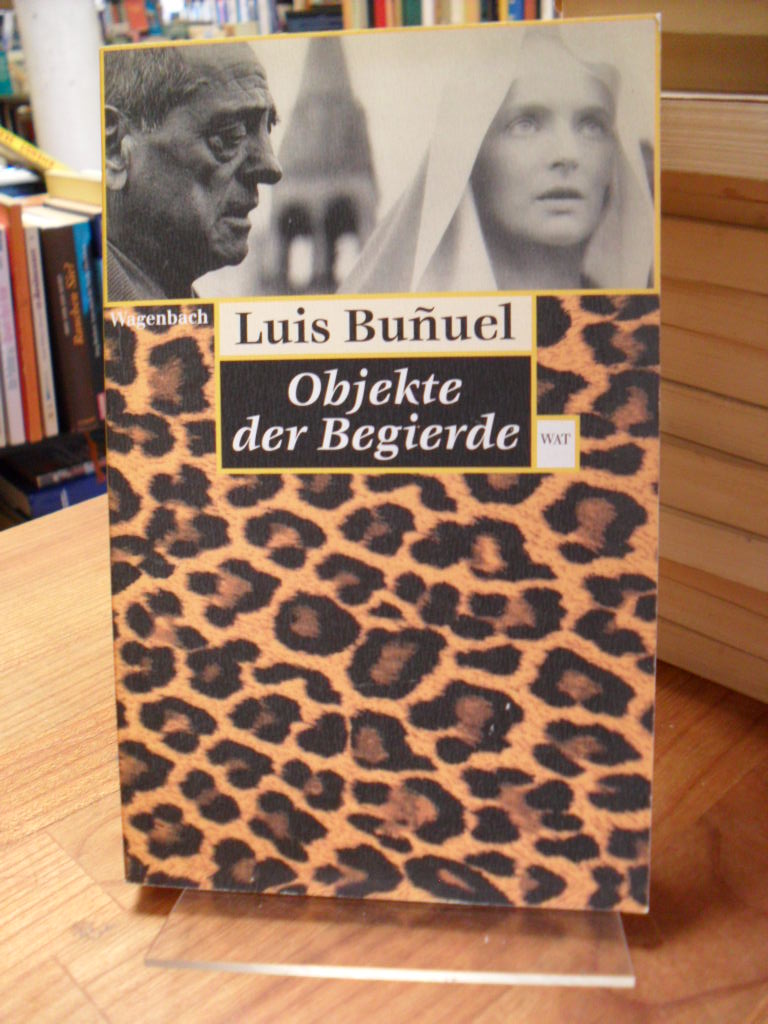 Wagenbach
Luis Buñuel
Objekte
der Begierde
WAT